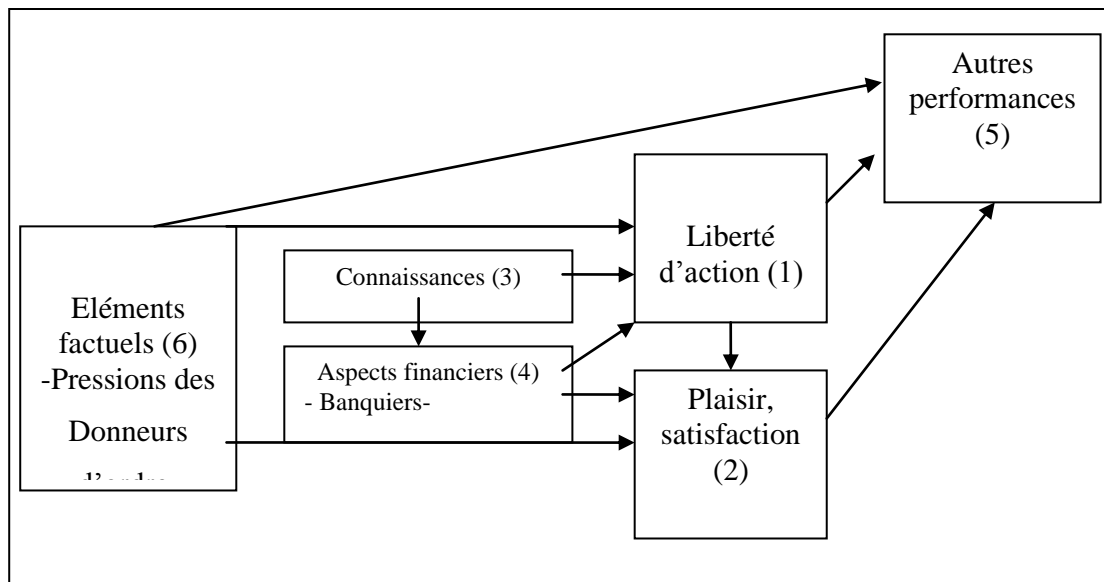 Autres
performances
(5)
Liberté
d’action (1)
Connaissances (3)
Eléments
factuels (6)
-Pressions des
Donneurs
Aspects financiers (4)
- Banquiers-
Plaisir,
satisfaction
(2)